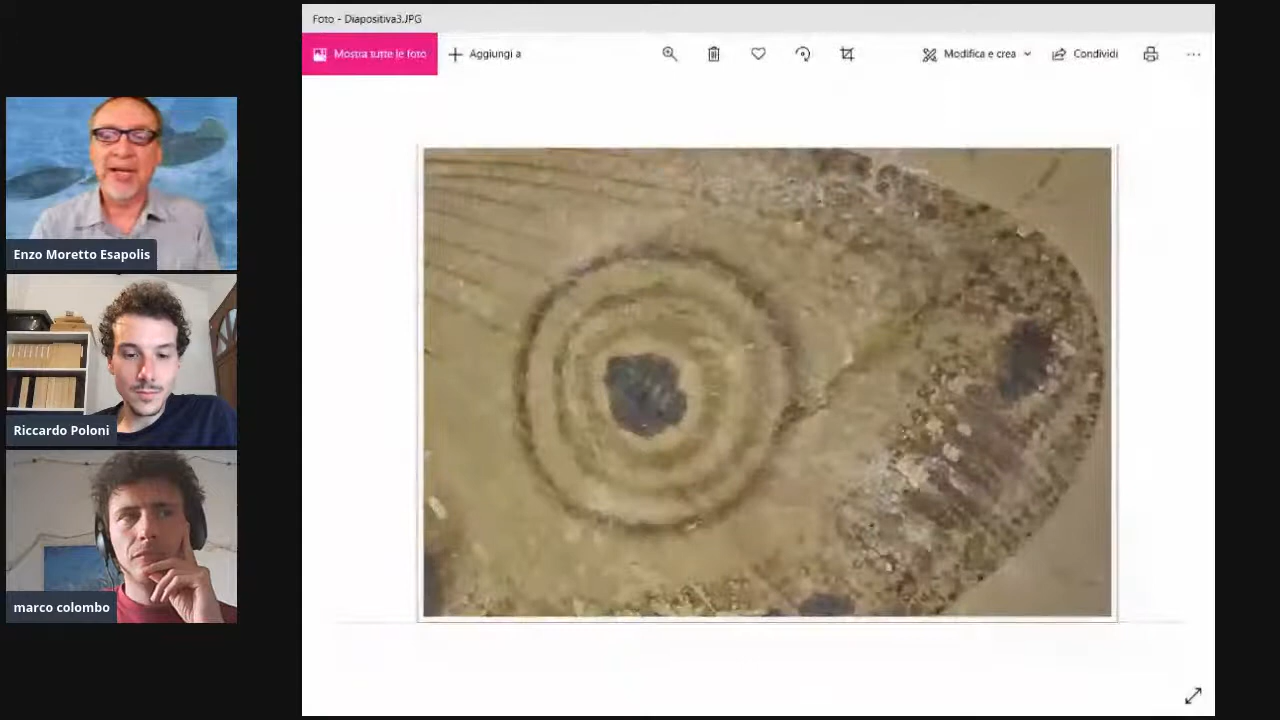 Foto - Diapositiva3.JPG
Mostra tutte le foto
Aggiungi a
Modifica e crea
Condividi
Enzo Moretto Esapolis
Riccardo Poloni
marco colombo